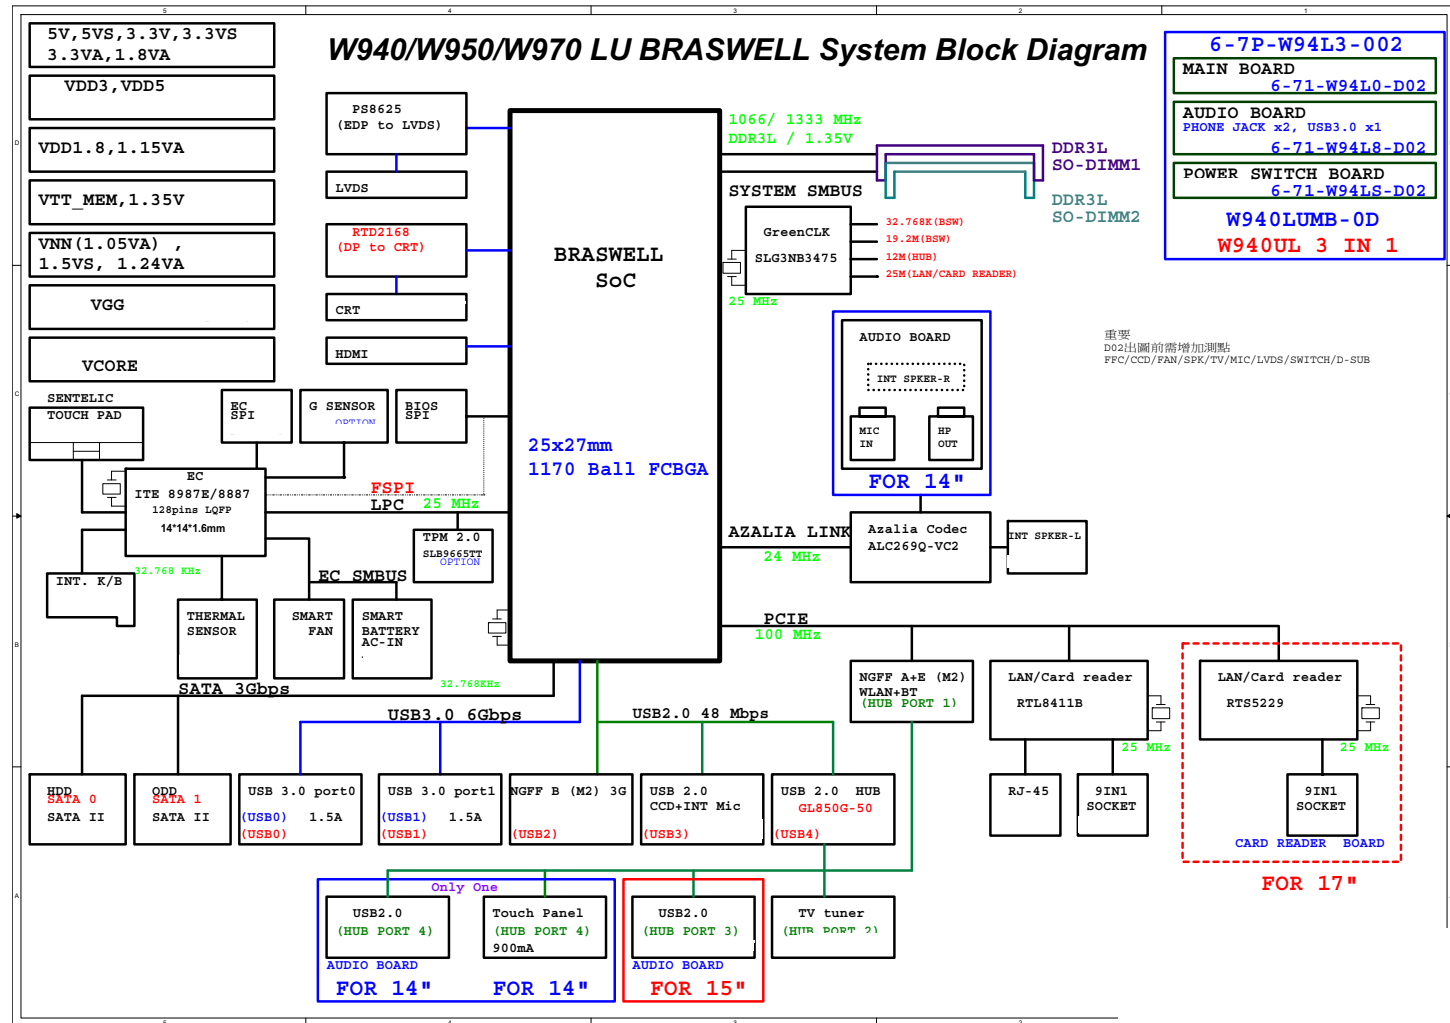 5
4
3
2
1
W940/W950/W970 LU BRASWELL System Block Diagram
5V,5VS,3.3V,3.3VS
3.3VA,1.8VA
VDD3,VDD5
VDD1.8,1.15VA
VTT_MEM,1.35V
VNN(1.05VA) ,
1.5VS, 1.24VA
VGG
VCORE
6-7P-W94L3-002
MAIN BOARD
6-71-W94L0-D02
AUDIO BOARD
PHONE JACK x2, USB3.0 x1
6-71-W94L8-D02
POWER SWITCH BOARD
6-71-W94LS-D02
W940LUMB-0D
W940UL 3 IN 1
PS8625
(EDP to LVDS)
LVDS
RTD2168
(DP to CRT)
CRT
HDMI
BRASWELL
SoC
25x27mm
1170 Ball FCBGA
1066/ 1333 MHz
DDR3L / 1.35V
DDR3L
SO-DIMM1
DDR3L
SO-DIMM2
SYSTEM SMBUS
GreenCLK
SLG3NB3475
32.768K(BSW)
19.2M(BSW)
12M(HUB)
25M(LAN/CARD READER)
25 MHz
重要
D02出圖前需增加測點
FFC/CCD/FAN/SPK/TV/MIC/LVDS/SWITCH/D-SUB
AUDIO BOARD
INT SPKER-R
MIC
IN
HP
OUT
FOR 14"
SENTELIC
TOUCH PAD
EC
SPI
G SENSOR
OPTION
BIOS
SPI
EC
ITE 8987E/8887
128pins LQFP
14*14*1.6mm
32.768 KHz
FSPI
LPC
25 MHz
TPM 2.0
SLB9665TT
OPTION
INT. K/B
EC SMBUS
THERMAL
SENSOR
SMART
FAN
SMART
BATTERY
AC-IN
32.768KHz
AZALIA LINK
24 MHz
Azalia Codec
ALC269Q-VC2
INT SPKER-L
PCIE
100 MHz
NGFF A+E (M2)
WLAN+BT
(HUB PORT 1)
LAN/Card reader
RTL8411B
25 MHz
RJ-45
9IN1
SOCKET
LAN/Card reader
RTS5229
25 MHz
9IN1
SOCKET
CARD READER BOARD
FOR 17"
SATA 3Gbps
USB3.0 6Gbps
USB2.0 48 Mbps
HDD
SATA 0
SATA II
ODD
SATA 1
SATA II
USB 3.0 port0
(USB0) 1.5A
(USB0)
USB 3.0 port1
(USB1) 1.5A
(USB1)
NGFF B (M2) 3G
(USB2)
USB 2.0
CCD+INT Mic
(USB3)
USB 2.0 HUB
GL850G-50
(USB4)
Only One
USB2.0
(HUB PORT 4)
AUDIO BOARD
FOR 14"
Touch Panel
(HUB PORT 4)
900mA
FOR 14"
USB2.0
(HUB PORT 3)
AUDIO BOARD
FOR 15"
TV tuner
(HUB PORT 2)
D
C
B
A
5
4
3
2